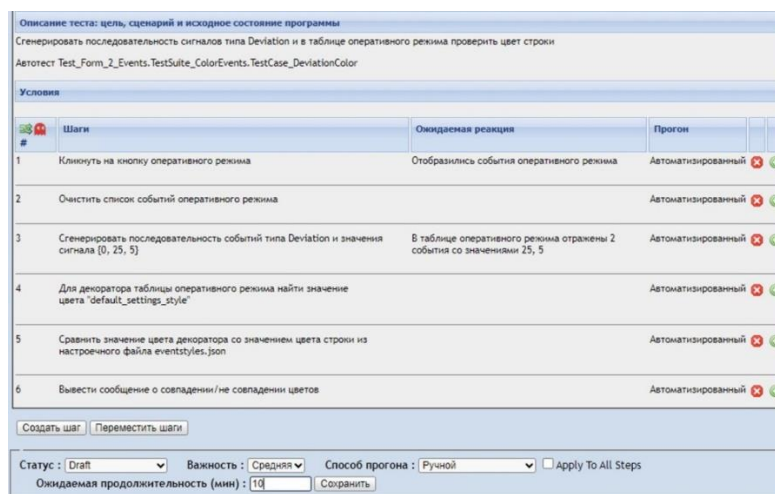 Описание теста: цель, сценарий и исходное состояние программы
Сгенерировать последовательность сигналов типа Deviation и в таблице оперативного режима проверить цвет строки
Автотест Test_Form_2_Events.TestSuite_ColorEvents.TestCase_DeviationColor
Условия
# Шаги Ожидаемая реакция Прогон
1 Кликнуть на кнопку оперативного режима Отобразились события оперативного режима Автоматизированный
2 Очистить список событий оперативного режима Автоматизированный
3 Сгенерировать последовательность событий типа Deviation и значения В таблице оперативного режима отражены 2 Автоматизированный
сигнала {0, 25, 5} события со значениями 25, 5
4 Для декоратора таблицы оперативного режима найти значение Автоматизированный
цвета "default_settings_style"
5 Сравнить значение цвета декоратора со значением цвета строки из Автоматизированный
настроечного файла eventstyles.json
6 Вывести сообщение о совпадении/не совпадении цветов Автоматизированный
Создать шаг Переместить шаги
Статус : Draft Важность : Средняя Способ прогона : Ручной Apply To All Steps
Ожидаемая продолжительность (мин) : 10 Сохранить